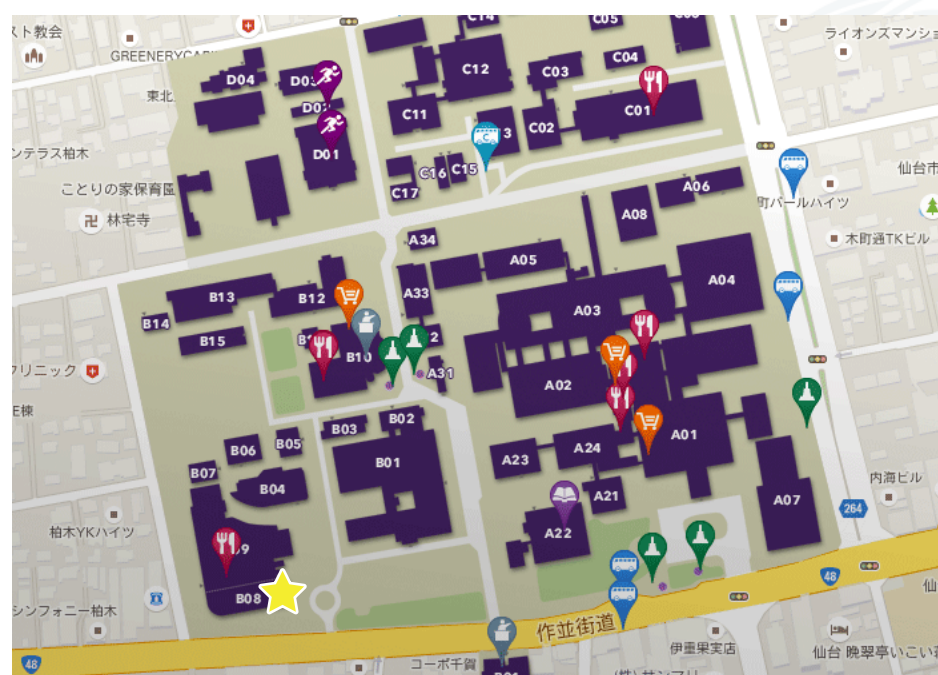 スト教会
GREENERYCA
C14
C05
ライオンズマンショ
D04
D03
C12
C03
C04
東北
D02
C11
C01
C02
D01
ンテラス柏木
C16
C15
C
仙台市
ことりの家保育園
C17
A06
町パールハイツ
卍 林宅寺
A08
A34
木町通TKビル
A05
B13
B12
A33
A04
B14
A03
B15
B10
クリニック
A31
A02
E棟
B02
B03
A01
B05
B06
A24
B01
A23
B07
内海ビル
B04
A21
A07
264
柏木YKハイツ
A22
48
B08
シンフォニー柏木
作並街道
伊重果実店
48
コーポ千賀
仙台 晩翠亭いこい